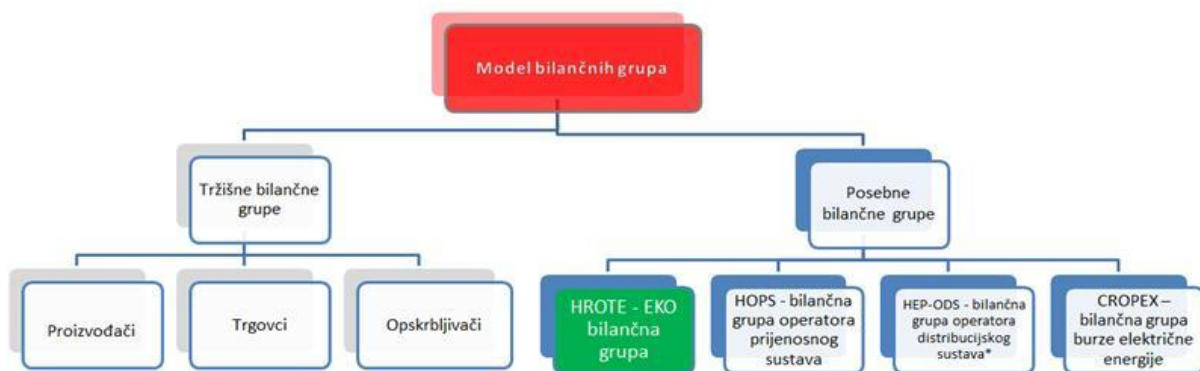 Model bilančnih grupa
Tržišne bilančne
grupe
Posebne
bilančne grupe
Proizvođači
Trgovci
Opskrbljivači
HROTE - EKO
bilančna
grupa
HOPS - bilančna
grupa operatora
prijenosnog
sustava
HEP-ODS - bilančna
grupa operatora
distribucijskog
sustava*
CROPEX –
bilančna grupa
burze električne
energije